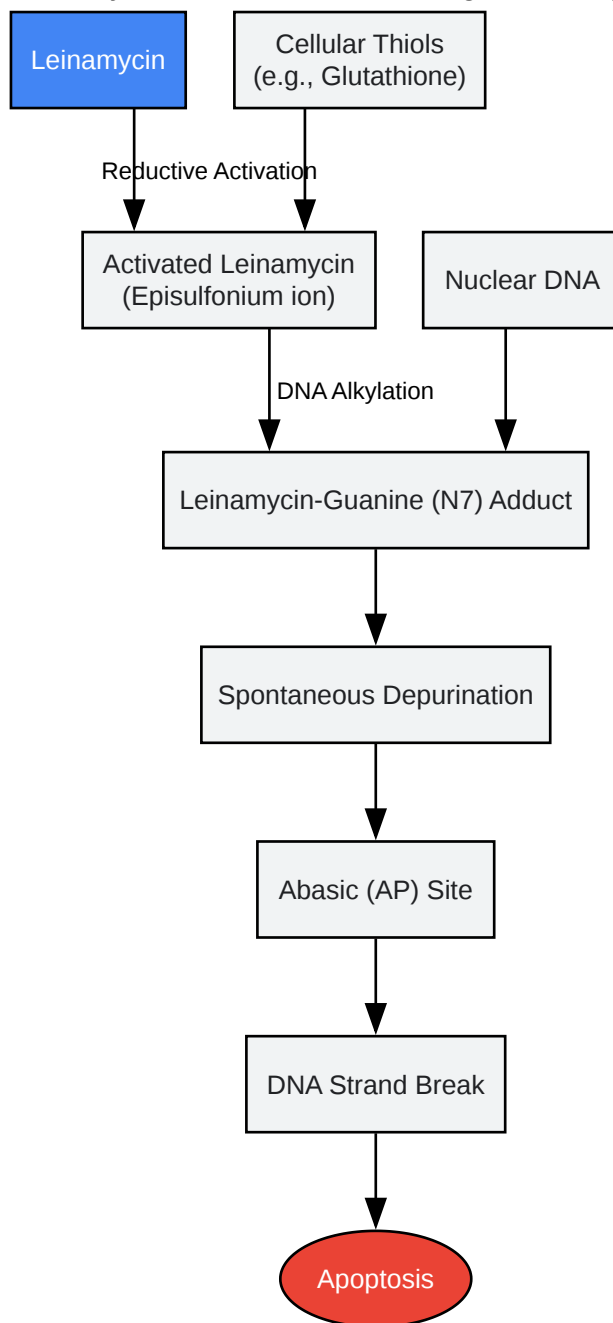 Leinamycin
Cellular Thiols
(e.g., Glutathione)
Reductive Activation
Activated Leinamycin
(Episulfonium ion)
Nuclear DNA
DNA Alkylation
Leinamycin-Guanine (N7) Adduct
Spontaneous Depurination
Abasic (AP) Site
DNA Strand Break
Apoptosis